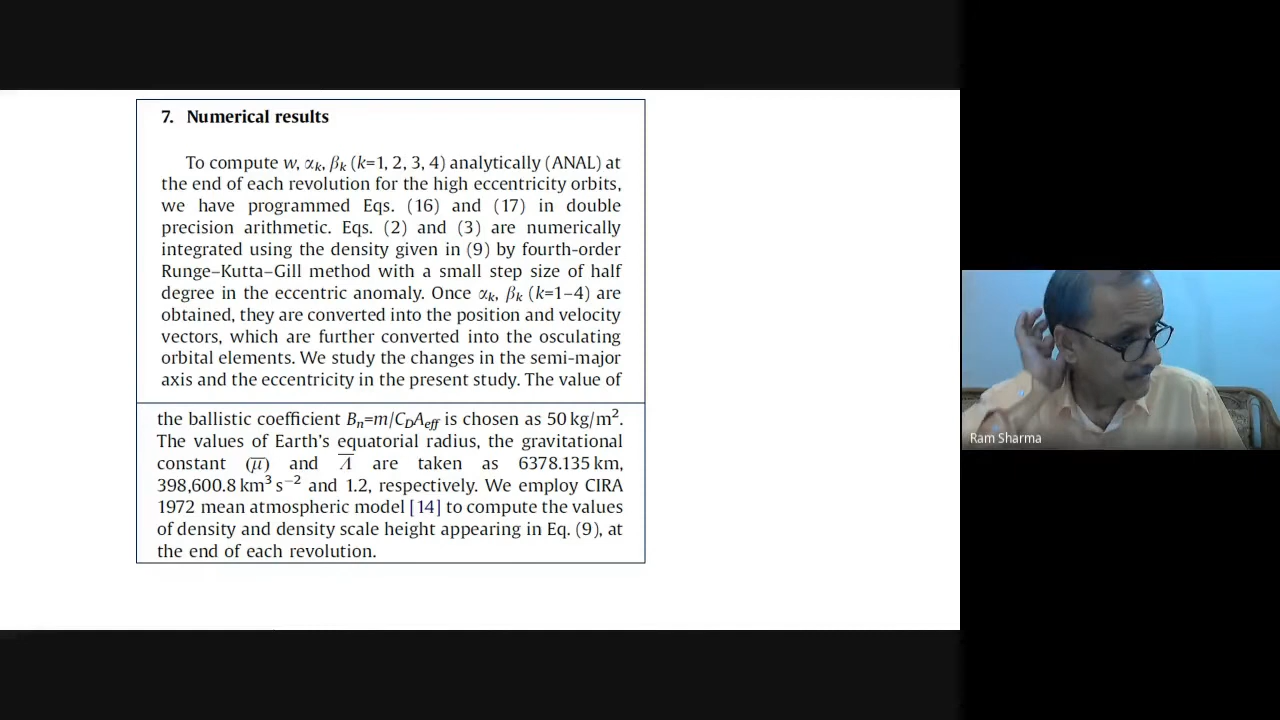 7. Numerical results
To compute w, αk, βk (k=1, 2, 3, 4) analytically (ANAL) at
the end of each revolution for the high eccentricity orbits,
we have programmed Eqs. (16) and (17) in double
precision arithmetic. Eqs. (2) and (3) are numerically
integrated using the density given in (9) by fourth-order
Runge–Kutta–Gill method with a small step size of half
degree in the eccentric anomaly. Once αk, βk (k=1–4) are
obtained, they are converted into the position and velocity
vectors, which are further converted into the osculating
orbital elements. We study the changes in the semi-major
axis and the eccentricity in the present study. The value of
the ballistic coefficient Bn=m/CDAeff is chosen as 50 kg/m².
The values of Earth's equatorial radius, the gravitational
constant (μ̅) and Λ̅ are taken as 6378.135 km,
398,600.8 km³ s⁻² and 1.2, respectively. We employ CIRA
1972 mean atmospheric model [14] to compute the values
of density and density scale height appearing in Eq. (9), at
the end of each revolution.
Ram Sharma